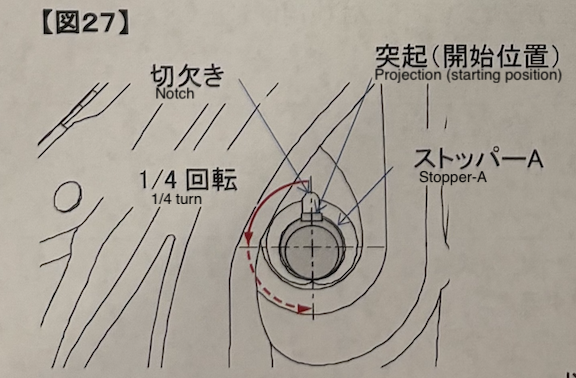 【図27】
突起(開始位置)
Projection (starting position)
切欠き
Notch
ストッパーA
Stopper-A
1/4 回転
1/4 turn